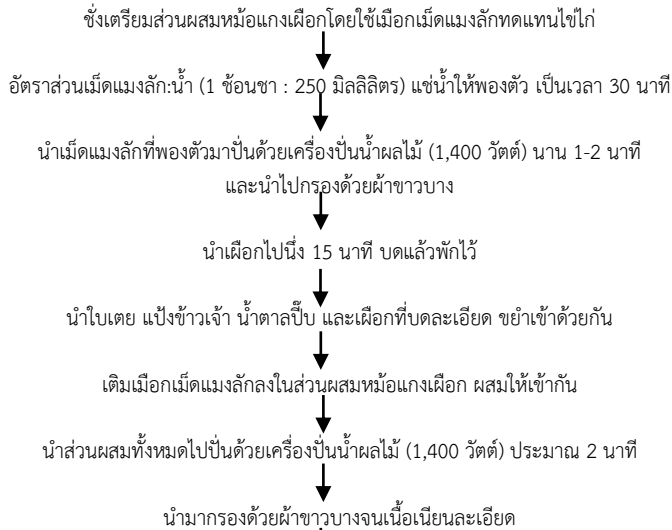 ชั่งเตรียมส่วนผสมหม้อแกงเผือกโดยใช้เมือกเม็ดแมงลักทดแทนไข่ไก่
อัตราส่วนเม็ดแมงลัก:น้ำ (1 ช้อนชา : 250 มิลลิลิตร) แช่น้ำให้พองตัว เป็นเวลา 30 นาที
นำเม็ดแมงลักที่พองตัวมาปั่นด้วยเครื่องปั่นน้ำผลไม้ (1,400 วัตต์) นาน 1-2 นาที
และนำไปกรองด้วยผ้าขาวบาง
นำเผือกไปนึ่ง 15 นาที บดแล้วพักไว้
นำใบเตย แป้งข้าวเจ้า น้ำตาลปี๊บ และเผือกที่บดละเอียด ขยำเข้าด้วยกัน
เติมเมือกเม็ดแมงลักลงในส่วนผสมหม้อแกงเผือก ผสมให้เข้ากัน
นำส่วนผสมทั้งหมดไปปั่นด้วยเครื่องปั่นน้ำผลไม้ (1,400 วัตต์) ประมาณ 2 นาที
นำมากรองด้วยผ้าขาวบางจนเนื้อเนียนละเอียด